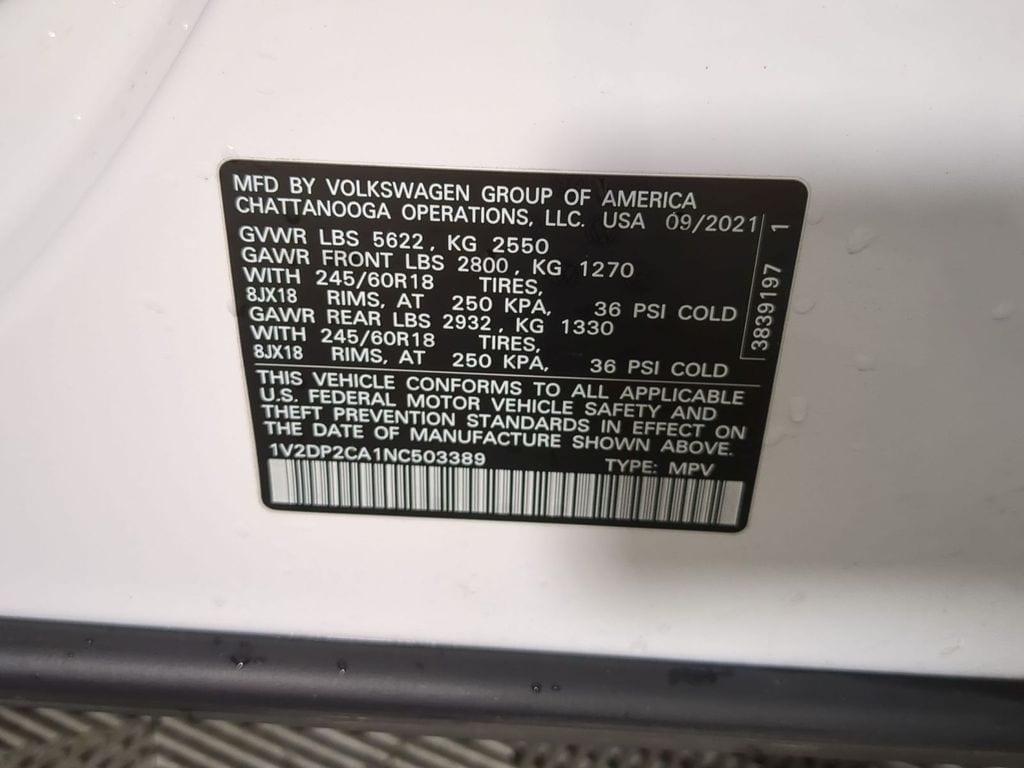 MFD BY VOLKSWAGEN GROUP OF AMERICA
CHATTANOOGA OPERATIONS, LLC. USA 09/2021
GVWR LBS 5622, KG 2550
GAWR FRONT LBS 2800, KG 1270
WITH 245/60R18 TIRES,
8JX18 RIMS, AT 250 KPA, 36 PSI COLD
GAWR REAR LBS 2932, KG 1330
WITH 245/60R18 TIRES,
8JX18 RIMS, AT 250 KPA, 36 PSI COLD
3839197 1
THIS VEHICLE CONFORMS TO ALL APPLICABLE
U.S. FEDERAL MOTOR VEHICLE SAFETY AND
THEFT PREVENTION STANDARDS IN EFFECT ON
THE DATE OF MANUFACTURE SHOWN ABOVE.
1V2DP2CA1NC503389 TYPE: MPV